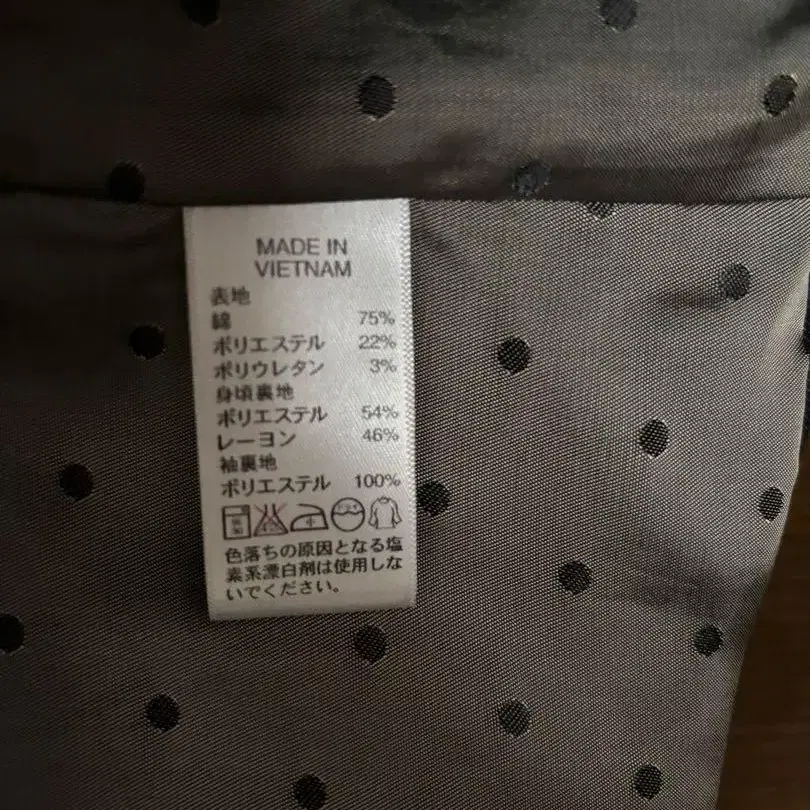 MADE IN
VIETNAM
表地
綿 75%
ポリエステル 22%
ポリウレタン 3%
身頃裏地
ポリエステル 54%
レーヨン 46%
袖裏地
ポリエステル 100%
色落ちの原因となる塩
素系漂白剤は使用しな
いでください。